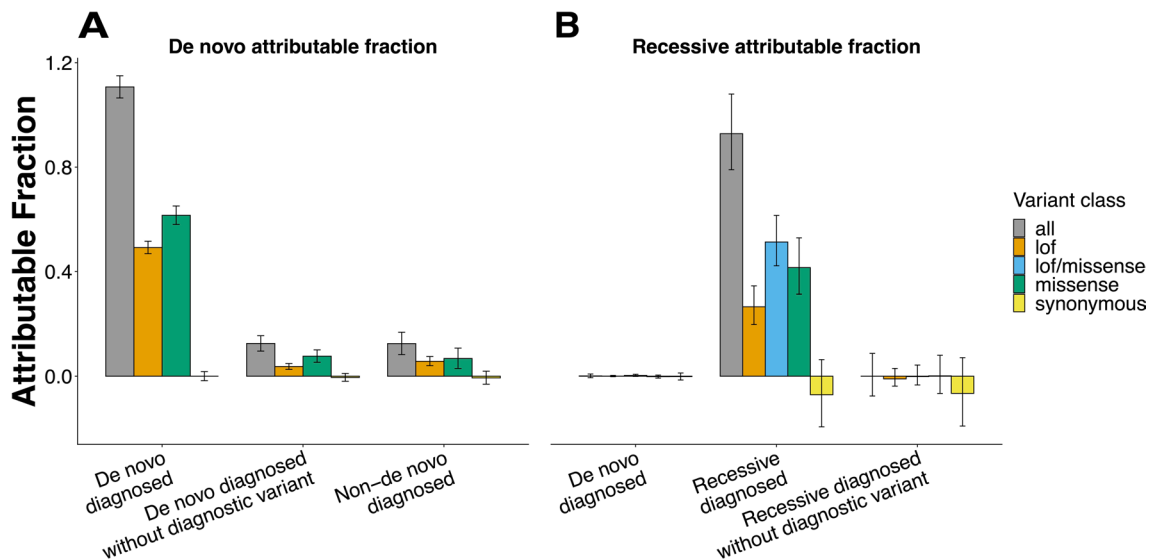 A
De novo attributable fraction
B
Recessive attributable fraction
Attributable Fraction
1.2
0.8
0.4
0.0
De novo
diagnosed
De novo diagnosed
without diagnostic variant
Non−de novo
diagnosed
De novo
diagnosed
Recessive
diagnosed
Recessive diagnosed
without diagnostic variant
Variant class
all
lof
lof/missense
missense
synonymous